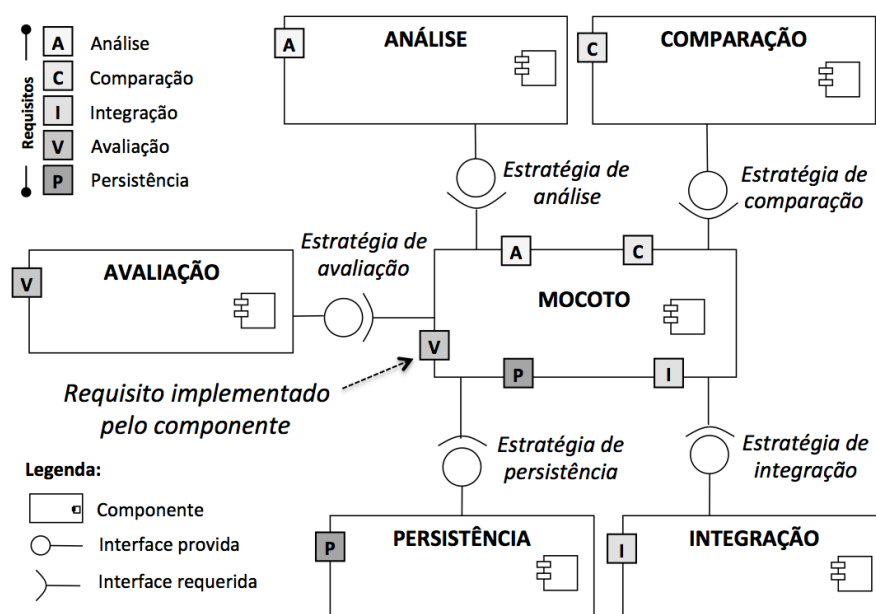 Requisitos
A Análise
C Comparação
I Integração
V Avaliação
P Persistência
A
ANÁLISE
C
COMPARAÇÃO
Estratégia de
análise
Estratégia de
comparação
V
AVALIAÇÃO
Estratégia de
avaliação
A
C
MOCOTO
V
P
I
Requisito implementado
pelo componente
Estratégia de
persistência
Estratégia de
integração
Legenda:
Componente
Interface provida
Interface requerida
P
PERSISTÊNCIA
I
INTEGRAÇÃO